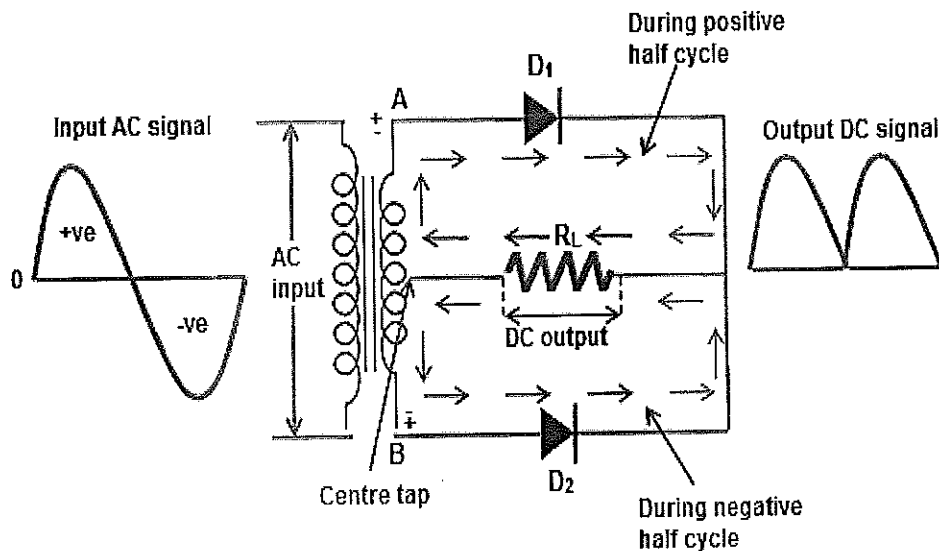 During positive
half cycle
D1
A
+
-
Input AC signal
Output DC signal
+ve
RL
0
AC
input
-ve
DC output
-
+
B
D2
Centre tap
During negative
half cycle